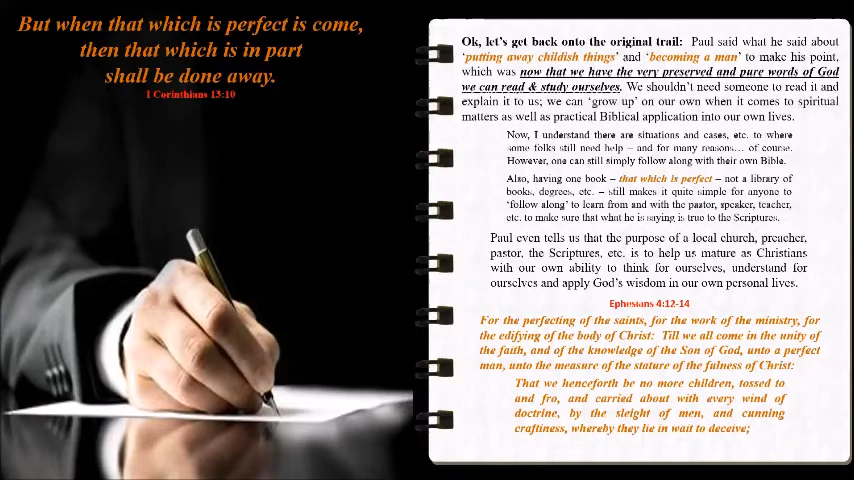 But when that which is perfect is come,
then that which is in part
shall be done away.
I Corinthians 13:10
Ok, let's get back onto the original trail: Paul said what he said about
'putting away childish things' and 'becoming a man' to make his point,
which was now that we have the very preserved and pure words of God
we can read & study ourselves. We shouldn't need someone to read it and
explain it to us; we can 'grow up' on our own when it comes to spiritual
matters as well as practical Biblical application into our own lives.
Now, I understand there are situations and cases, etc. to where
some folks still need help – and for many reasons… of course.
However, one can still simply follow along with their own Bible.
Also, having one book – that which is perfect – not a library of
books, degrees, etc. – still makes it quite simple for anyone to
'follow along' to learn from and with the pastor, speaker, teacher,
etc. to make sure that what he is saying is true to the Scriptures.
Paul even tells us that the purpose of a local church, preacher,
pastor, the Scriptures, etc. is to help us mature as Christians
with our own ability to think for ourselves, understand for
ourselves and apply God's wisdom in our own personal lives.
Ephesians 4:12-14
For the perfecting of the saints, for the work of the ministry, for
the edifying of the body of Christ: Till we all come in the unity of
the faith, and of the knowledge of the Son of God, unto a perfect
man, unto the measure of the stature of the fulness of Christ:
That we henceforth be no more children, tossed to
and fro, and carried about with every wind of
doctrine, by the sleight of men, and cunning
craftiness, whereby they lie in wait to deceive;